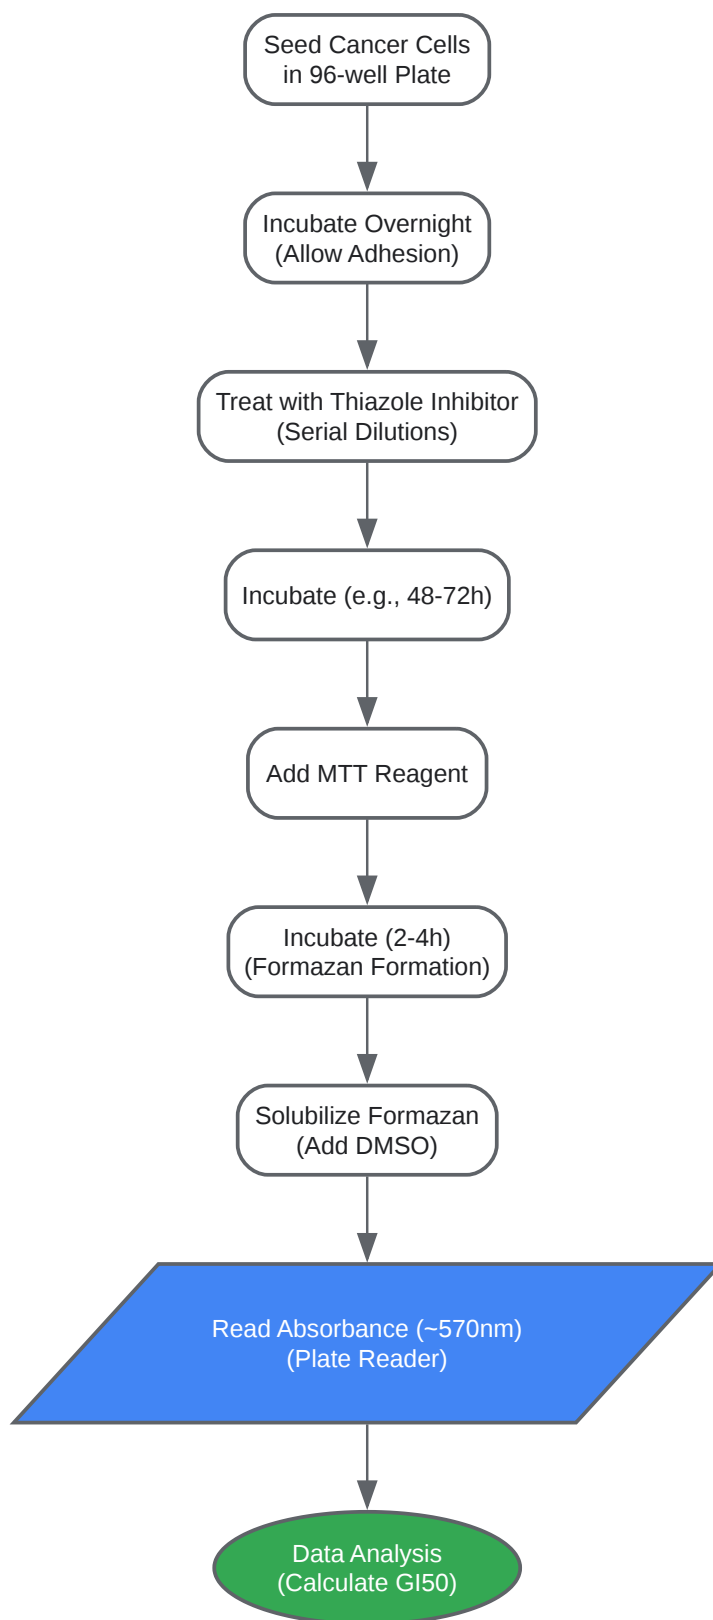 Seed Cancer Cells
in 96-well Plate
Incubate Overnight
(Allow Adhesion)
Treat with Thiazole Inhibitor
(Serial Dilutions)
Incubate (e.g., 48-72h)
Add MTT Reagent
Incubate (2-4h)
(Formazan Formation)
Solubilize Formazan
(Add DMSO)
Read Absorbance (~570nm)
(Plate Reader)
Data Analysis
(Calculate GI50)